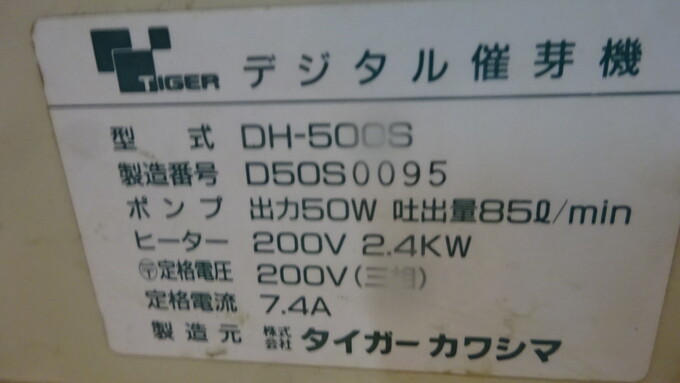 TIGER デジタル催芽機
型 式 DH-500S
製造番号 D50S0095
ポンプ 出力50W 吐出量85ℓ/min
ヒーター 200V 2.4KW
〶定格電圧 200V(三相)
定格電流 7.4A
製造元 株式会社 タイガーカワシマ